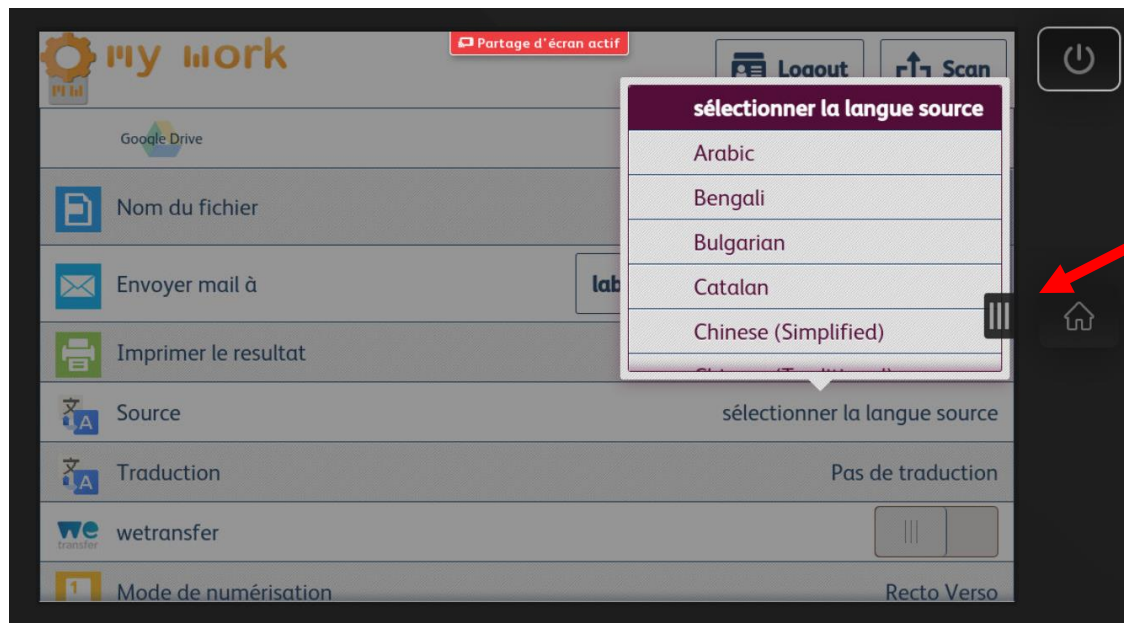 my work
Partage d'écran actif
Logout
Scan
Google Drive
sélectionner la langue source
Arabic
Nom du fichier
Bengali
Bulgarian
Envoyer mail à
lab
Catalan
Chinese (Simplified)
Imprimer le resultat
Source
sélectionner la langue source
Traduction
Pas de traduction
we
transfer
wetransfer
1
Mode de numérisation
Recto Verso